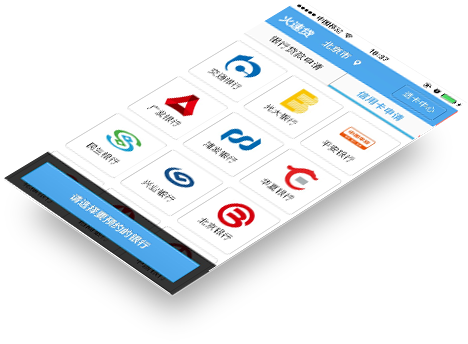 中国移动
16:37
火速贷
北京市
选卡中心
银行贷款申请
信用卡申请
交通银行
光大银行
平安银行
广发银行
浦发银行
华夏银行
民生银行
兴业银行
北京银行
请选择要预约的银行